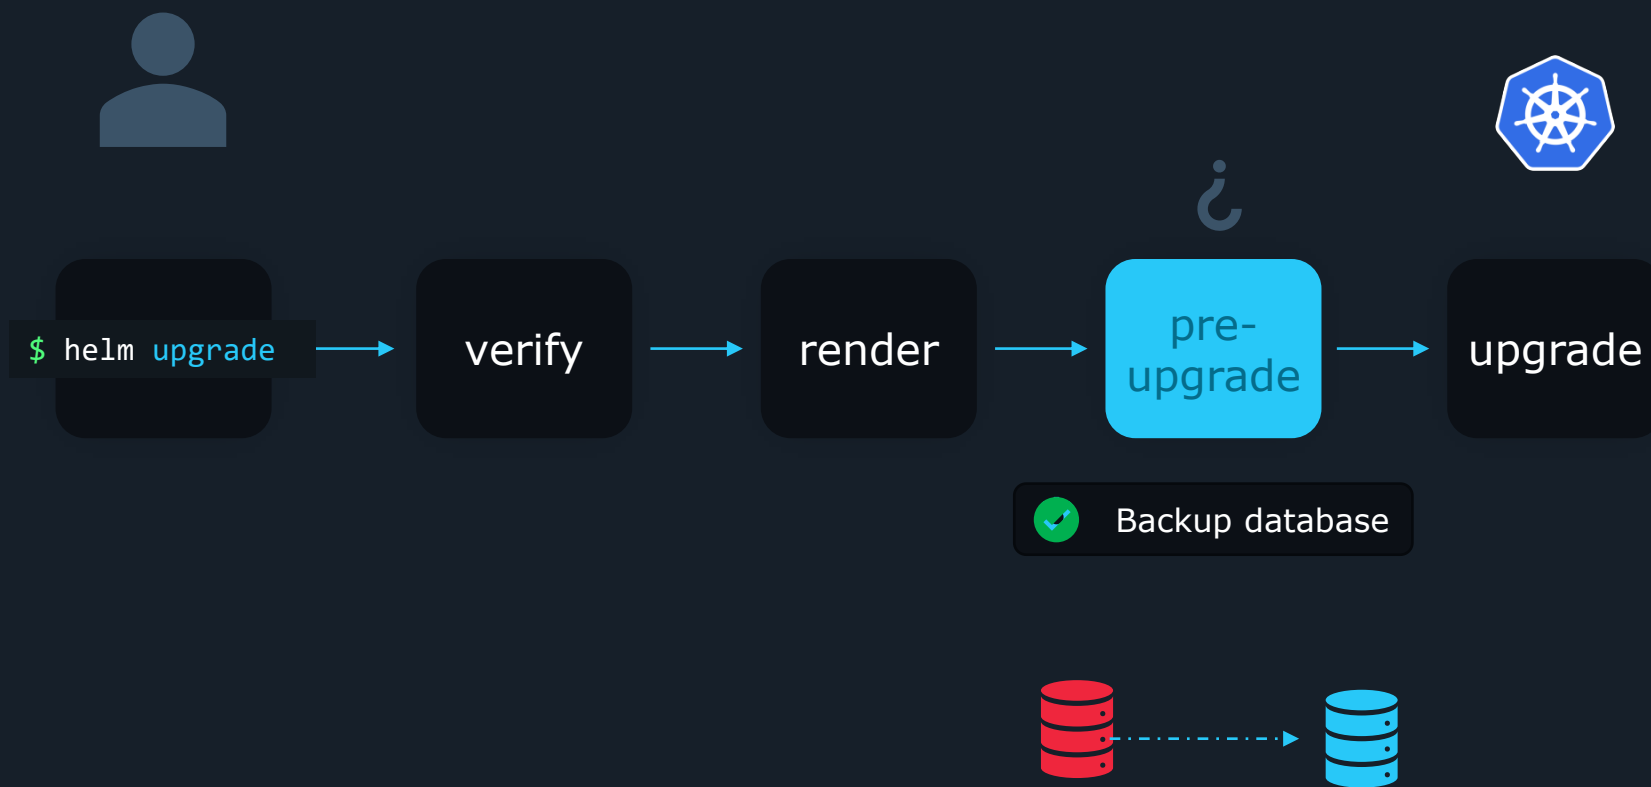 $ helm upgrade
verify
render
pre-
upgrade
upgrade
Backup database